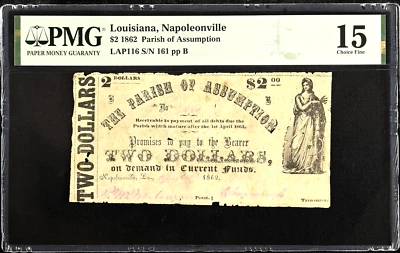 PMG
PAPER MONEY GUARANTY
Louisiana, Napoleonville
$2 1862 Parish of Assumption
LAP116 S/N 161 pp B
15
Choice Fine
TWO-DOLLARS
2 DOLLARS.
$2 00
THE PARISH OF ASSUMPTION
No
Receivable in payment of all debts due the
Parish which mature after the 1st April 1863,
Promises to pay to the Bearer
TWO DOLLARS,
on demand in Current Funds.
Napoleonville, Lou. 1862.